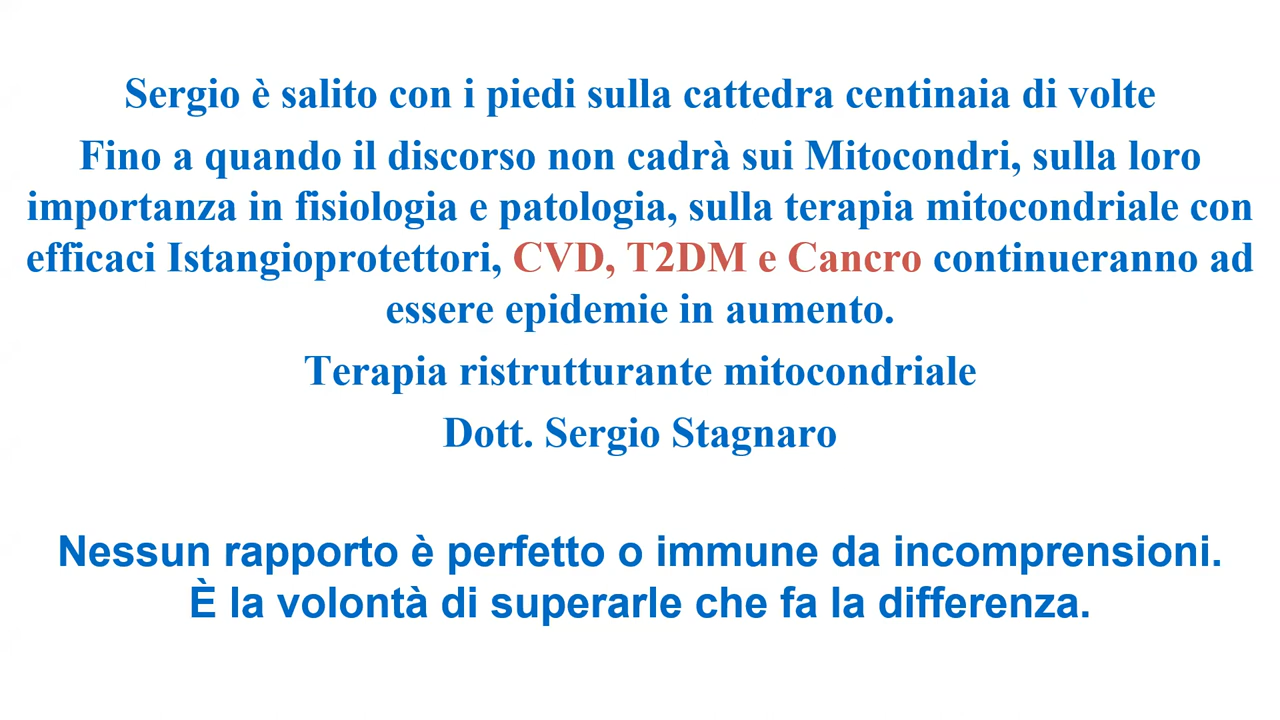 Sergio è salito con i piedi sulla cattedra centinaia di volte
Fino a quando il discorso non cadrà sui Mitocondri, sulla loro
importanza in fisiologia e patologia, sulla terapia mitocondriale con
efficaci Istangioprotettori, CVD, T2DM e Cancro continueranno ad
essere epidemie in aumento.
Terapia ristrutturante mitocondriale
Dott. Sergio Stagnaro
Nessun rapporto è perfetto o immune da incomprensioni.
È la volontà di superarle che fa la differenza.